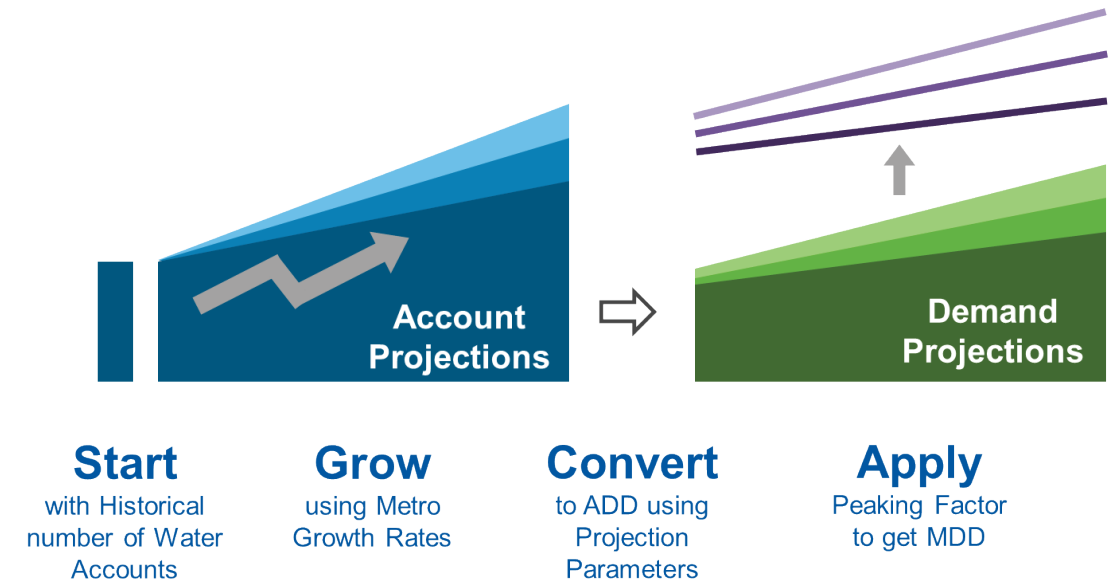 Account
Projections
Demand
Projections
Start
with Historical
number of Water
Accounts
Grow
using Metro
Growth Rates
Convert
to ADD using
Projection
Parameters
Apply
Peaking Factor
to get MDD